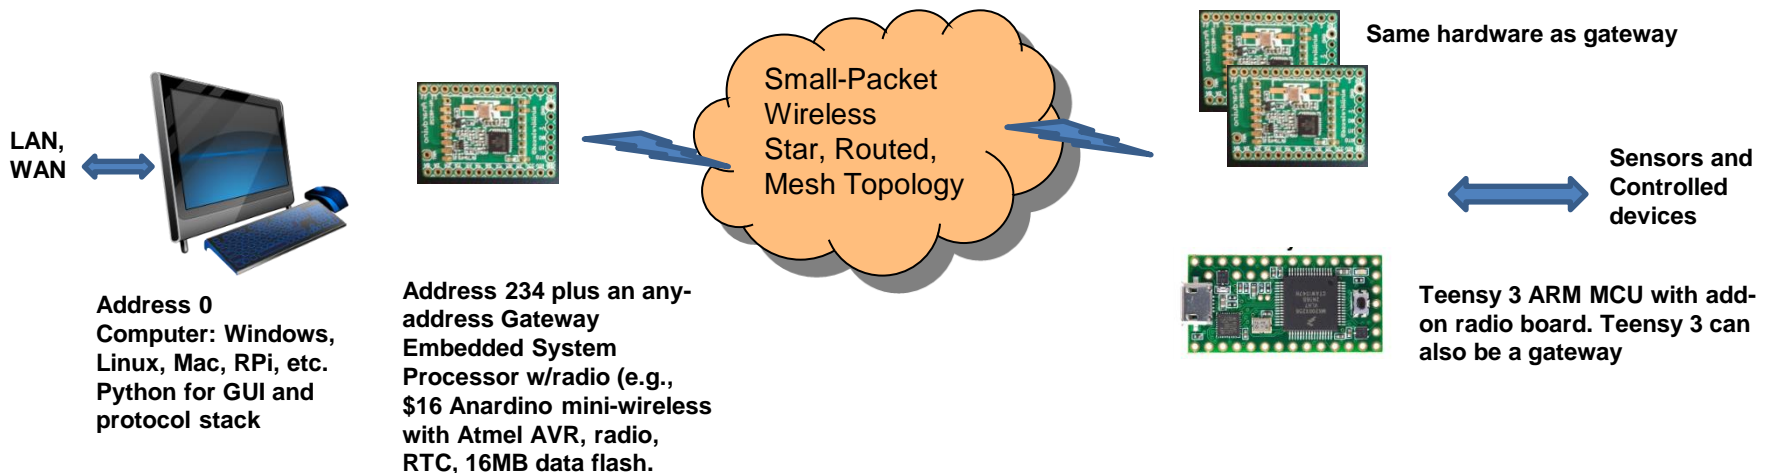 LAN,
WAN
Address 0
Computer: Windows,
Linux, Mac, RPi, etc.
Python for GUI and
protocol stack
Address 234 plus an any-
address Gateway
Embedded System
Processor w/radio (e.g.,
$16 Anardino mini-wireless
with Atmel AVR, radio,
RTC, 16MB data flash.
Small-Packet
Wireless
Star, Routed,
Mesh Topology
Same hardware as gateway
Sensors and
Controlled
devices
Teensy 3 ARM MCU with add-
on radio board. Teensy 3 can
also be a gateway